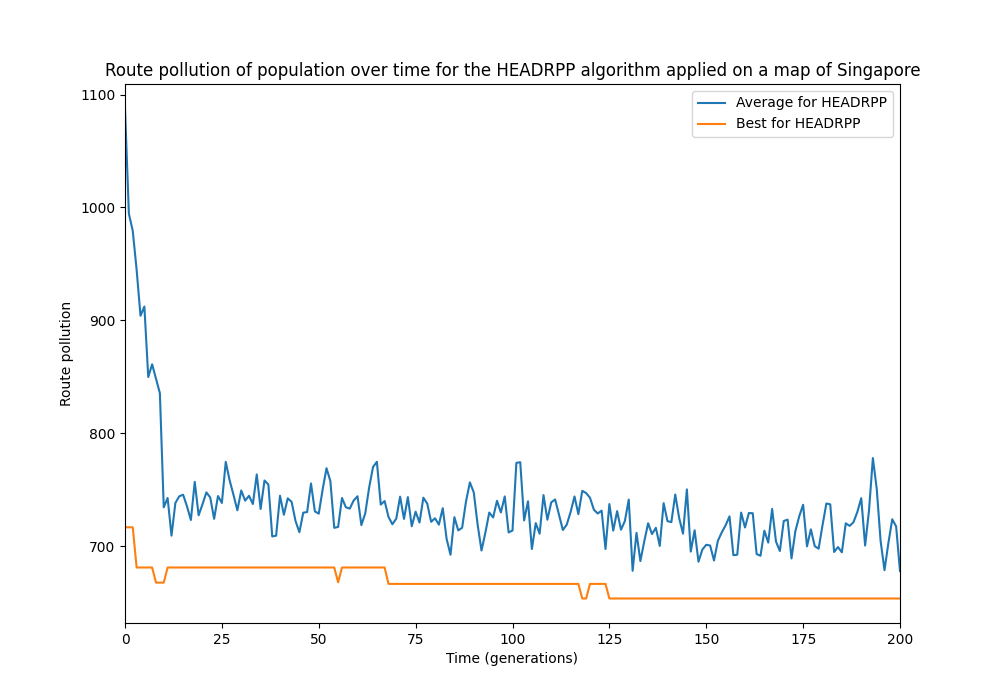 Route pollution of population over time for the HEADRPP algorithm applied on a map of Singapore
Average for HEADRPP
Best for HEADRPP
Route pollution
1100
1000
900
800
700
0 25 50 75 100 125 150 175 200
Time (generations)